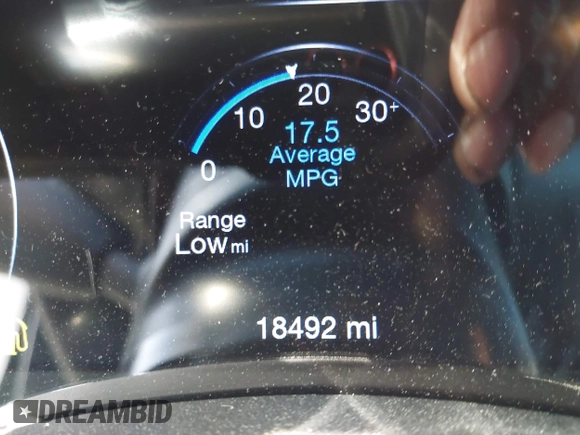 20
10
30+
17.5
Average
0
MPG
Range
Low mi
18492 mi
DREAMBID